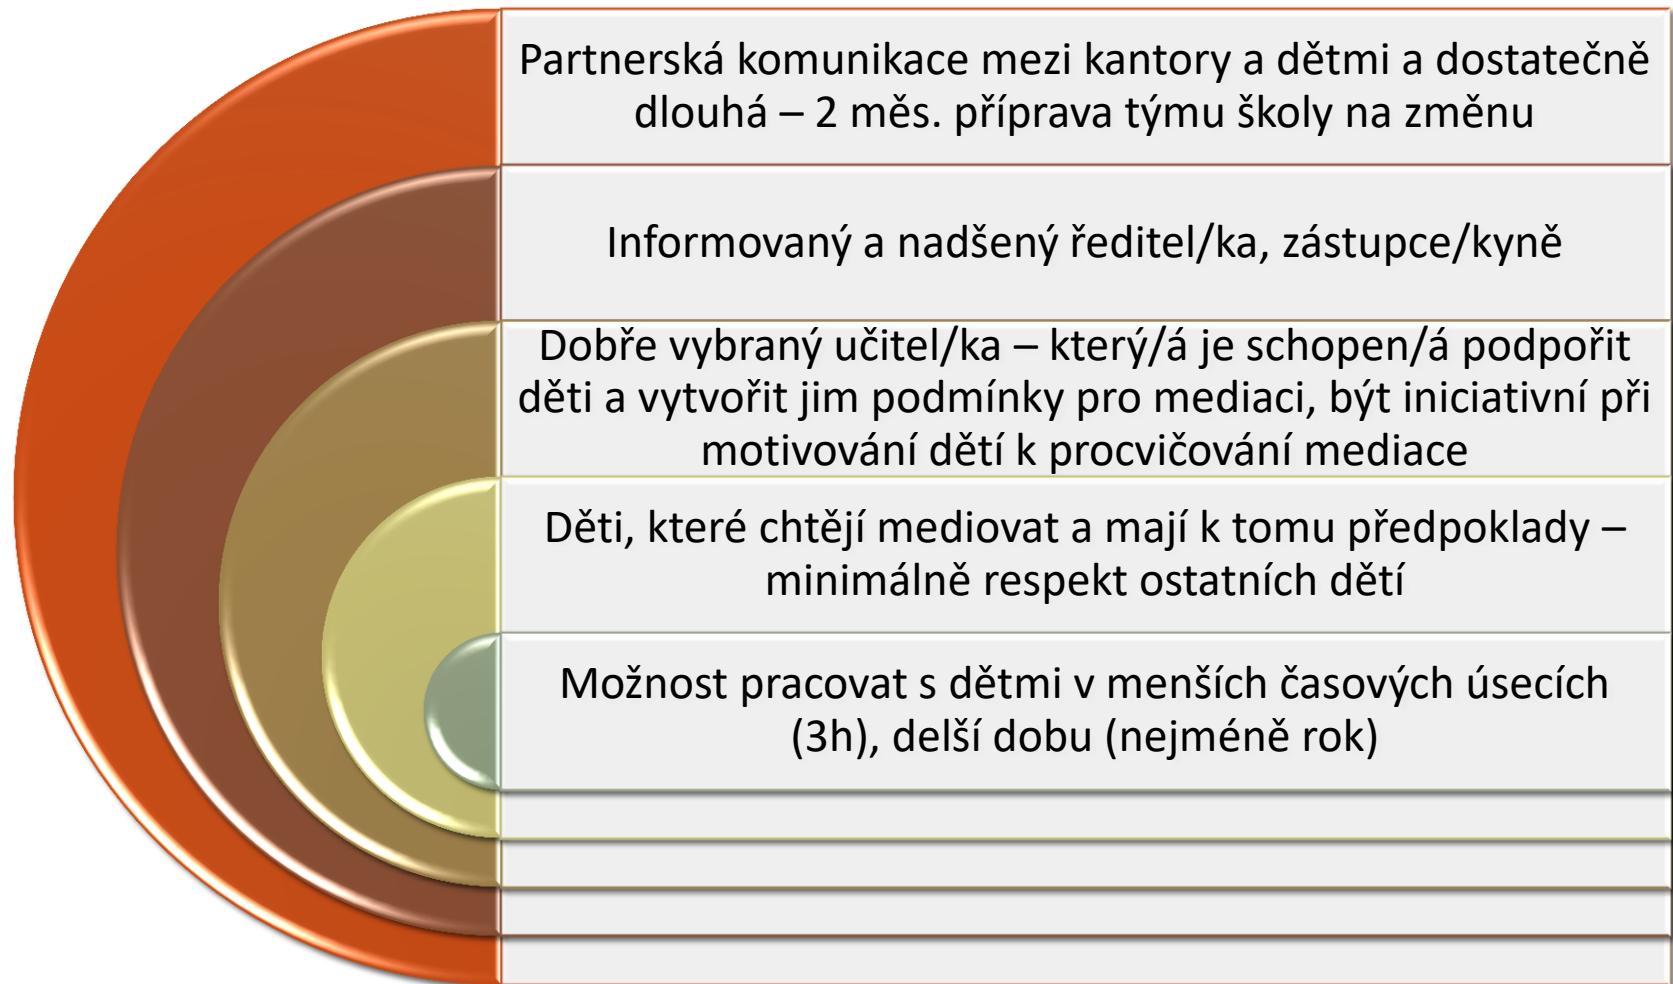 Partnerská komunikace mezi kantory a dětmi a dostatečně
dlouhá – 2 měs. příprava týmu školy na změnu
Informovaný a nadšený ředitel/ka, zástupce/kyně
Dobře vybraný učitel/ka – který/á je schopen/á podpořit
děti a vytvořit jim podmínky pro mediaci, být iniciativní při
motivování dětí k procvičování mediace
Děti, které chtějí mediovat a mají k tomu předpoklady –
minimálně respekt ostatních dětí
Možnost pracovat s dětmi v menších časových úsecích
(3h), delší dobu (nejméně rok)